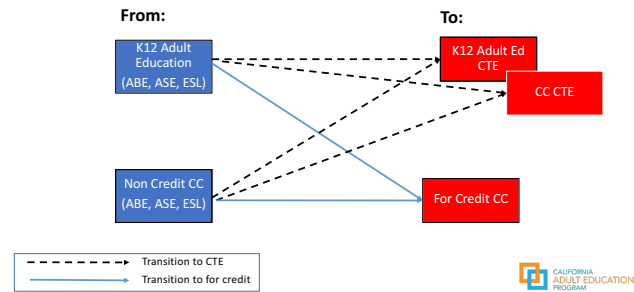 From:
To:
K12 Adult
Education
(ABE, ASE, ESL)
K12 Adult Ed
CTE
CC CTE
Non Credit CC
(ABE, ASE, ESL)
For Credit CC
Transition to CTE
Transition to for credit
CALIFORNIA
ADULT EDUCATION
PROGRAM